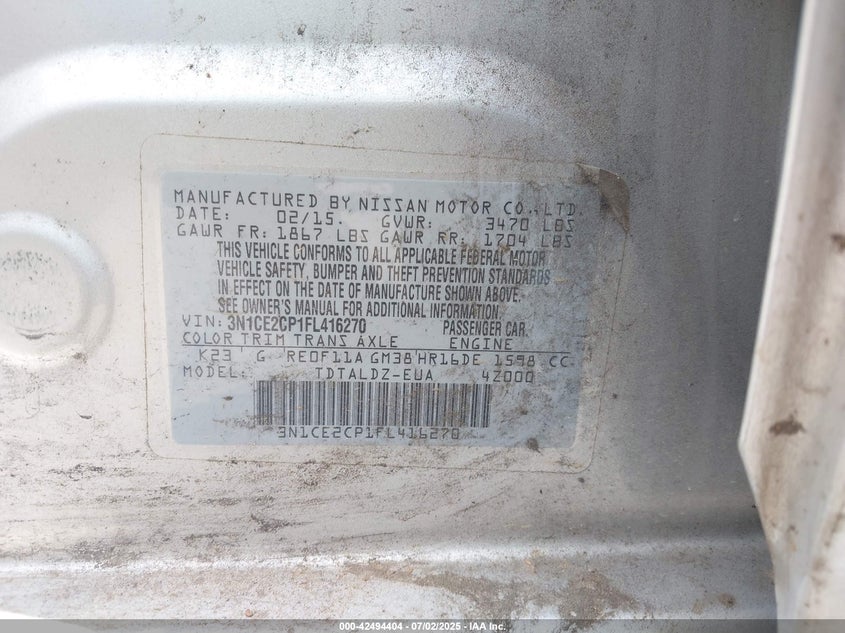 MANUFACTURED BY NISSAN MOTOR CO.,LTD.
DATE: 02/15. GVWR: 3470 LBS
GAWR FR: 1867 LBS GAWR RR: 1704 LBS
THIS VEHICLE CONFORMS TO ALL APPLICABLE FEDERAL MOTOR
VEHICLE SAFETY, BUMPER AND THEFT PREVENTION STANDARDS
IN EFFECT ON THE DATE OF MANUFACTURE SHOWN ABOVE.
SEE OWNER'S MANUAL FOR ADDITIONAL INFORMATION.
VIN: 3N1CE2CP1FL416270 PASSENGER CAR
COLOR TRIM TRANS AXLE ENGINE
K23 G RE0F11A GM38 HR16DE 1598 CC
MODEL: TDTALDZ-EUA 4Z000
3N1CE2CP1FL416270
000-42494404 - 07/02/2025 - IAA Inc.